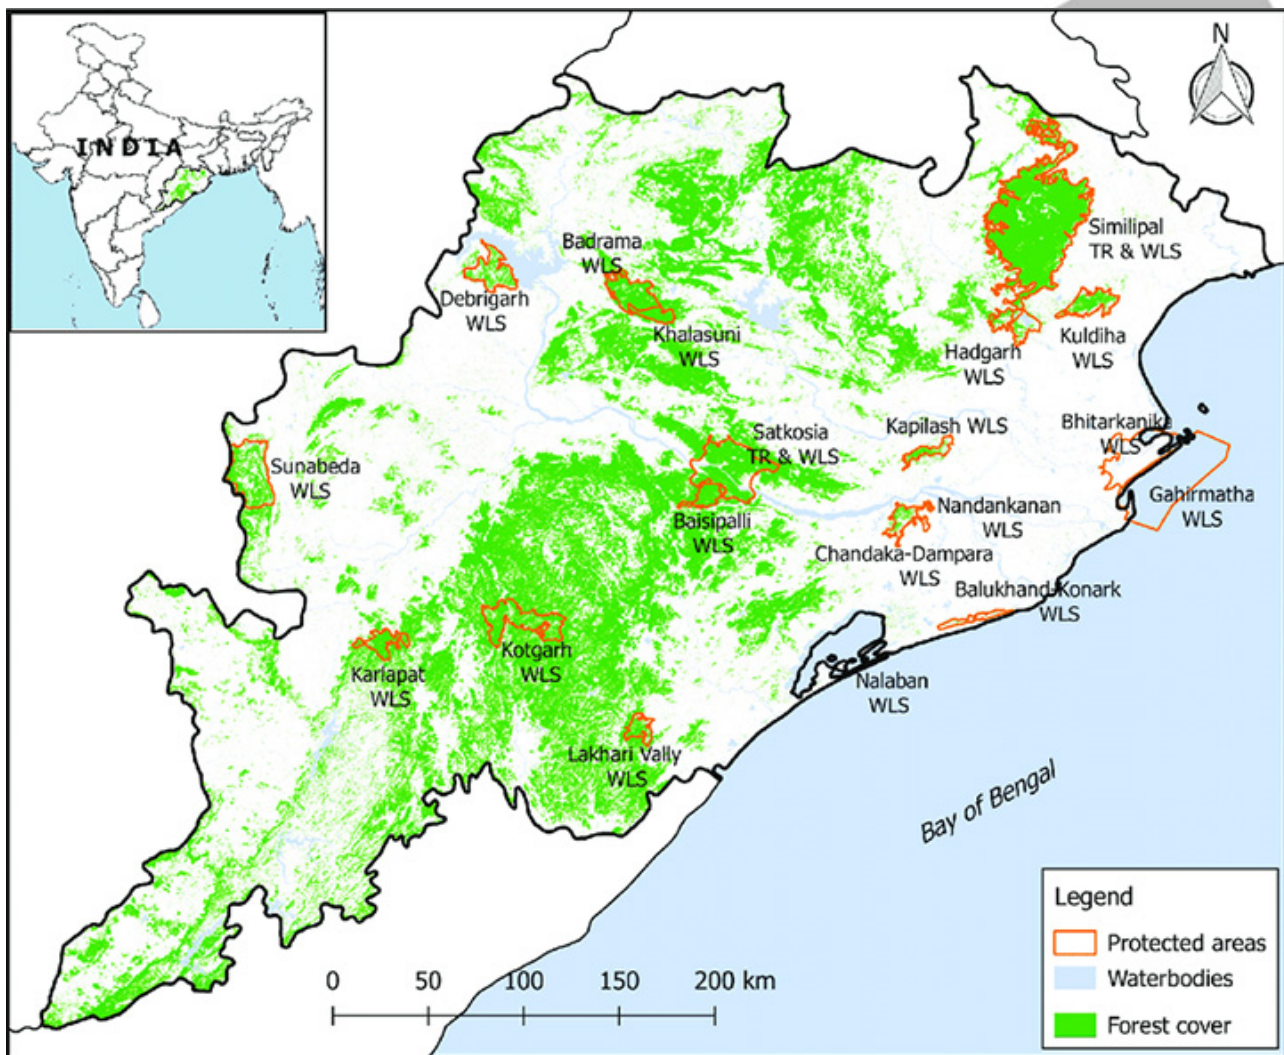 INDIA
N
Similipal
TR & WLS
Badrama
WLS
Debrigarh
WLS
Khalasuni
WLS
Hadgarh
WLS
Kuldiha
WLS
Satkosia
TR & WLS
Kapilash WLS
Bhitarkanika
WLS
Sunabeda
WLS
Gahirmatha
WLS
Baisipalli
WLS
Nandankanan
WLS
Chandaka-Dampara
WLS
Balukhand-Konark
WLS
Karlapat
WLS
Kotgarh
WLS
Nalaban
WLS
Lakhari Vally
WLS
Bay of Bengal
Legend
Protected areas
Waterbodies
Forest cover
0 50 100 150 200 km